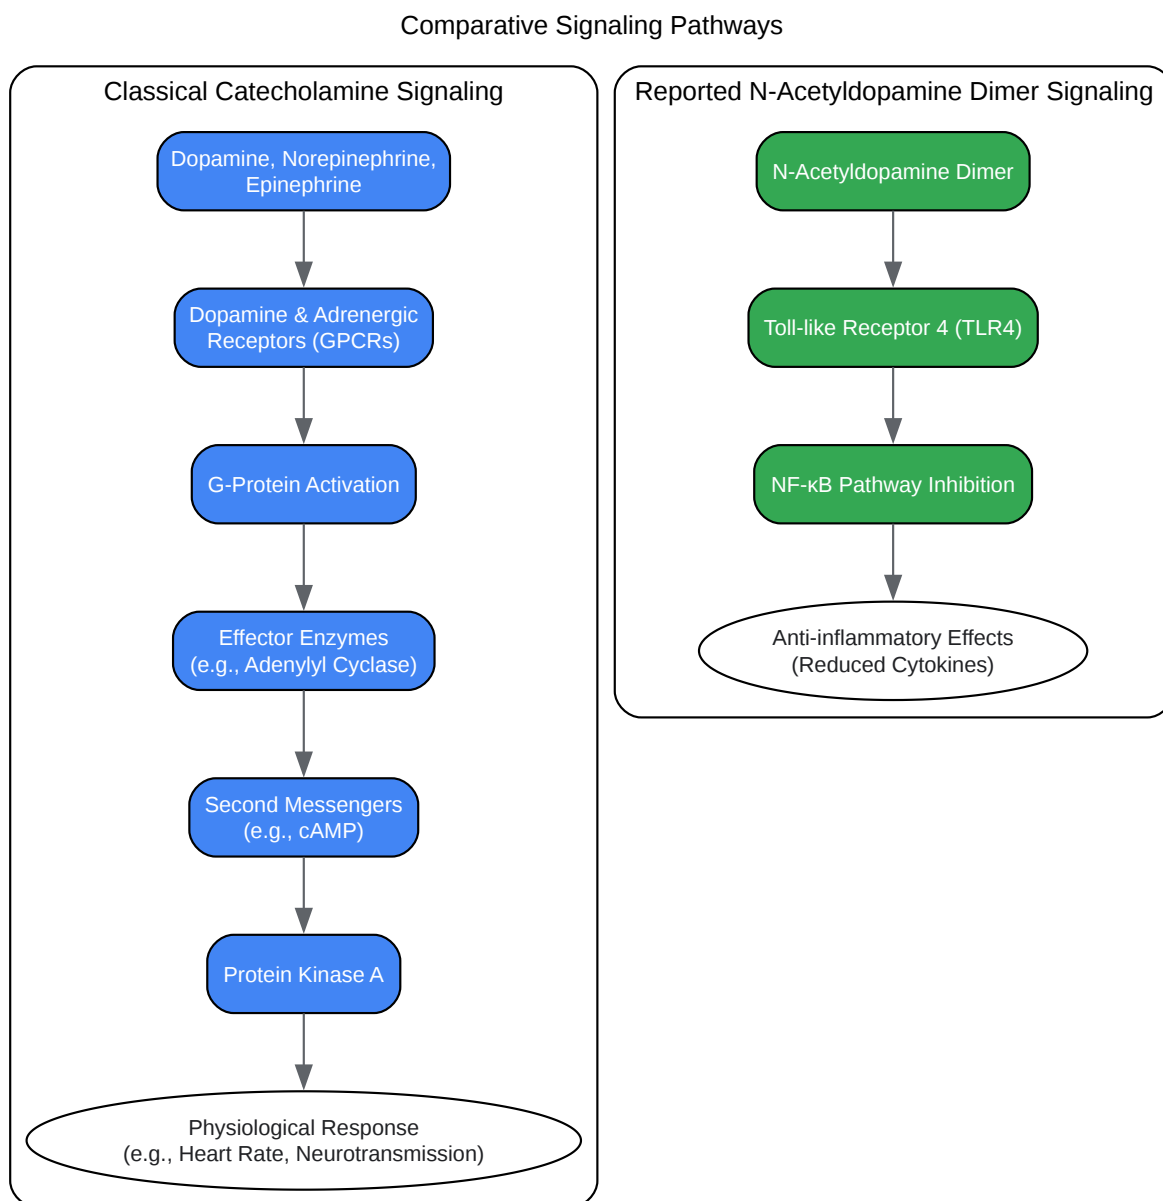 Comparative Signaling Pathways
Classical Catecholamine Signaling
Dopamine, Norepinephrine,
Epinephrine
Dopamine & Adrenergic
Receptors (GPCRs)
G-Protein Activation
Effector Enzymes
(e.g., Adenylyl Cyclase)
Second Messengers
(e.g., cAMP)
Protein Kinase A
Physiological Response
(e.g., Heart Rate, Neurotransmission)
Reported N-Acetyldopamine Dimer Signaling
N-Acetyldopamine Dimer
Toll-like Receptor 4 (TLR4)
NF-κB Pathway Inhibition
Anti-inflammatory Effects
(Reduced Cytokines)